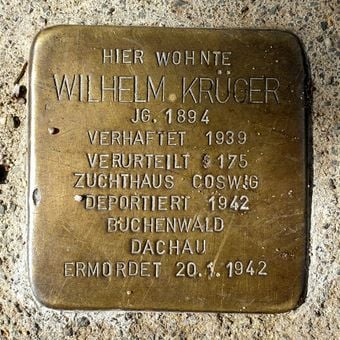 HIER WOHNTE
WILHELM KRÜGER
JG. 1894
VERHAFTET 1939
VERURTEILT §175
ZUCHTHAUS COSWIG
DEPORTIERT 1942
BUCHENWALD
DACHAU
ERMORDET 20.1.1942